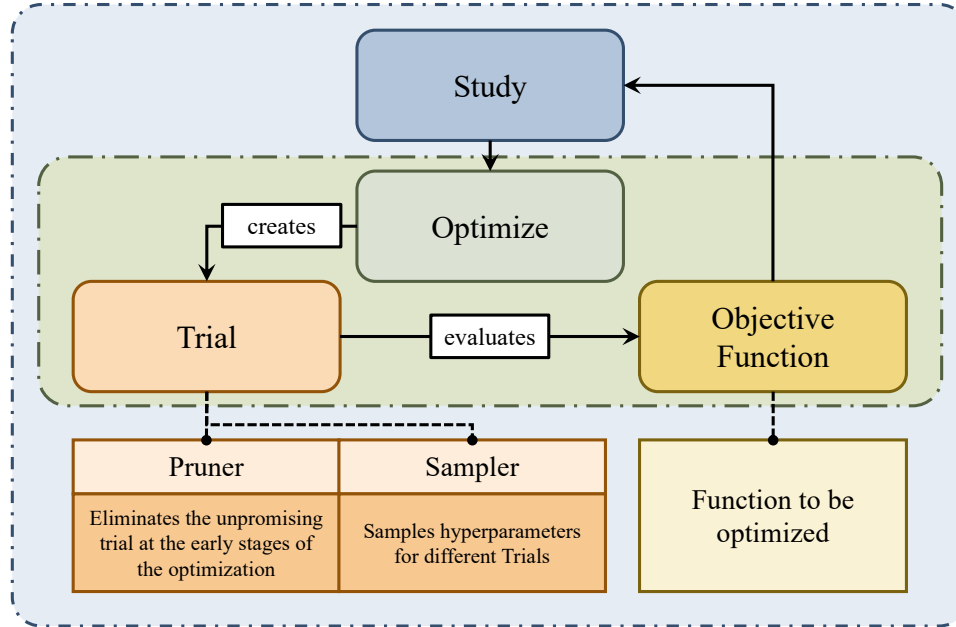 Study
Optimize
creates
Trial
evaluates
Objective
Function
Pruner
Sampler
Eliminates the unpromising
trial at the early stages of
the optimization
Samples hyperparameters
for different Trials
Function to be
optimized